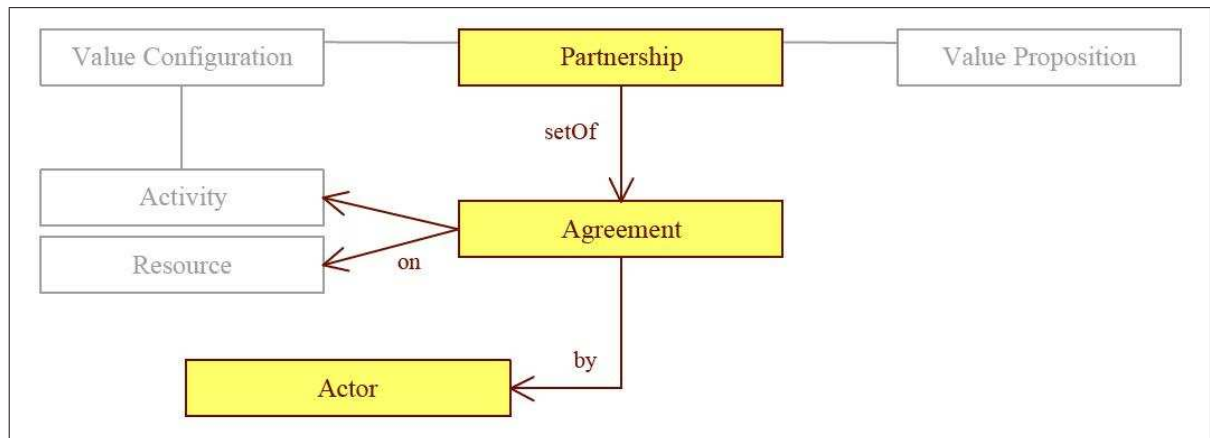 Value Configuration
Partnership
Value Proposition
setOf
Activity
Agreement
Resource
on
by
Actor